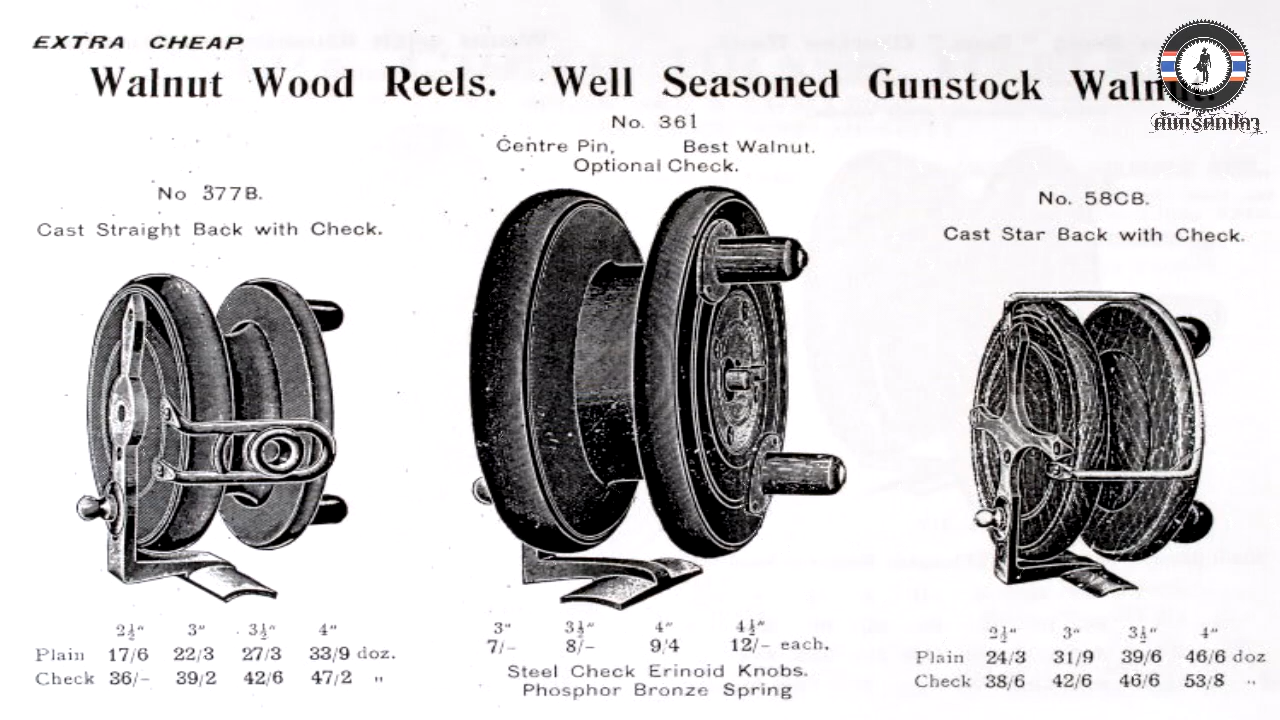 EXTRA CHEAP
Walnut Wood Reels. Well Seasoned Gunstock Walnut.
No. 361
Centre Pin, Best Walnut.
Optional Check.
No 377B.
Cast Straight Back with Check.
No. 58CB.
Cast Star Back with Check.
2½" 3" 3½" 4"
Plain 17/6 22/3 27/3 33/9 doz.
Check 36/- 39/2 42/6 47/2 "
3" 3½" 4" 4½"
7/- 8/- 9/4 12/- each.
Steel Check Erinoid Knobs.
Phosphor Bronze Spring
2½" 3" 3½" 4"
Plain 24/3 31/9 39/6 46/6 doz
Check 38/6 42/6 46/6 53/8 "